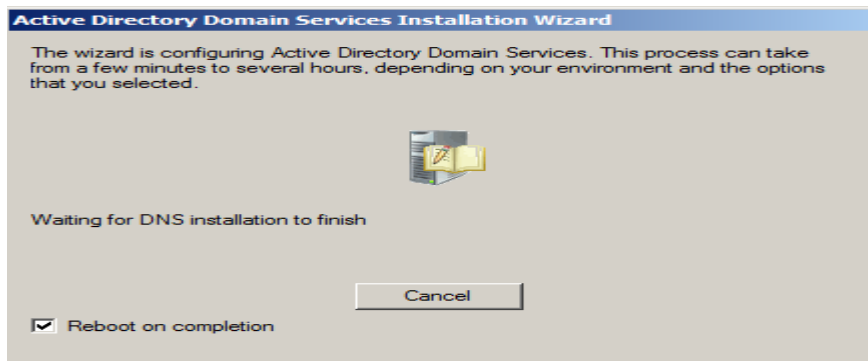 Active Directory Domain Services Installation Wizard
The wizard is configuring Active Directory Domain Services. This process can take
from a few minutes to several hours, depending on your environment and the options
that you selected.
Waiting for DNS installation to finish
Cancel
Reboot on completion